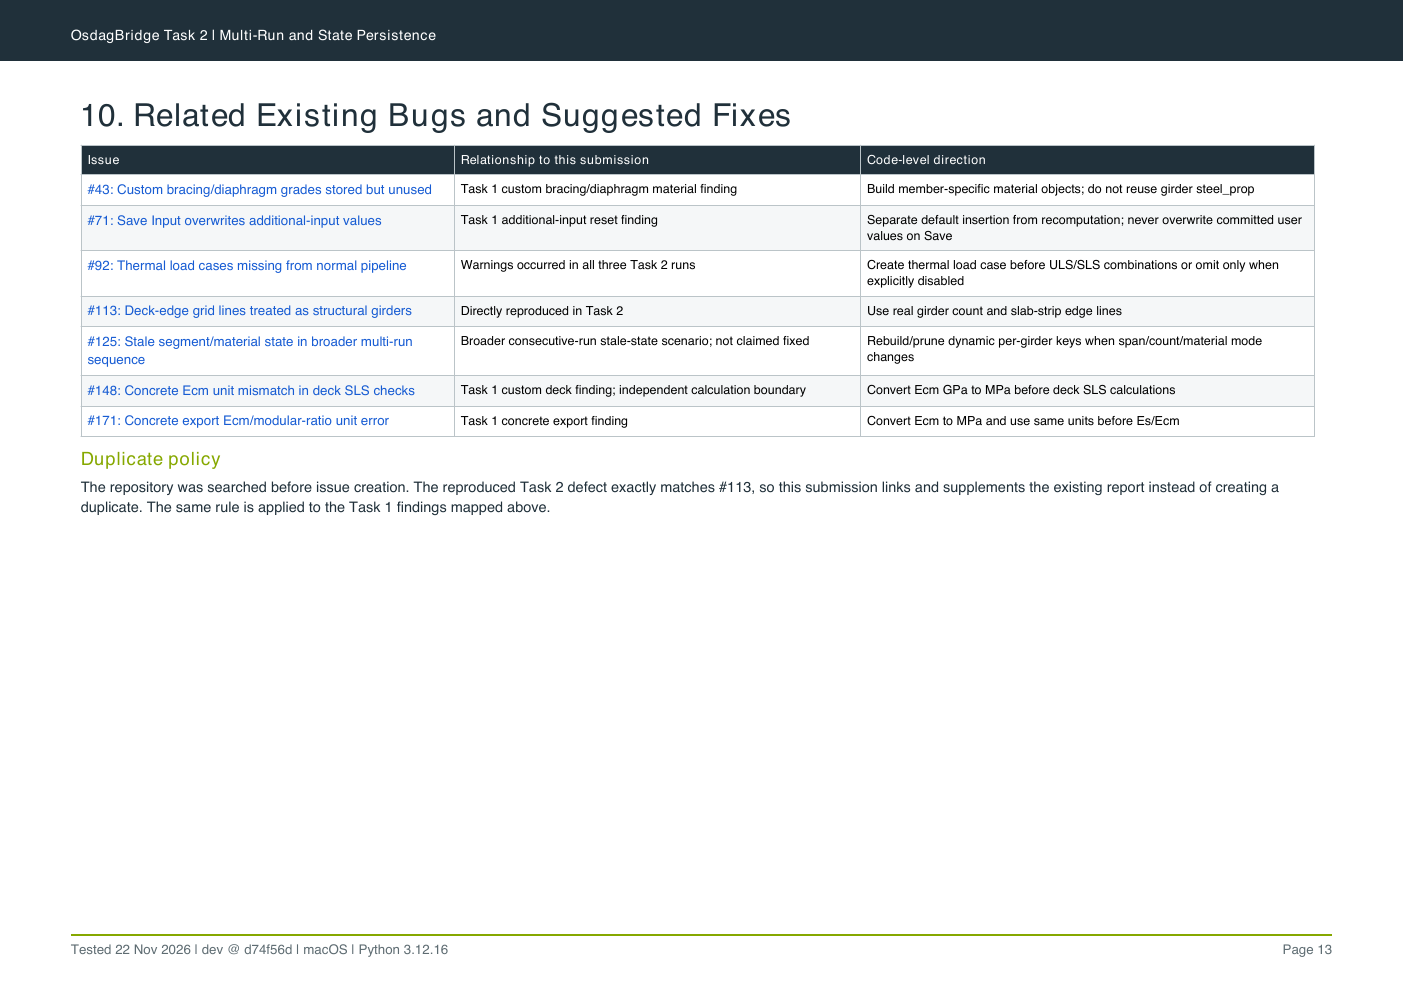 OsdagBridge Task 2 | Multi-Run and State Persistence
10. Related Existing Bugs and Suggested Fixes
Issue Relationship to this submission Code-level direction
#43: Custom bracing/diaphragm grades stored but unused Task 1 custom bracing/diaphragm material finding Build member-specific material objects; do not reuse girder steel_prop
#71: Save Input overwrites additional-input values Task 1 additional-input reset finding Separate default insertion from recomputation; never overwrite committed user
values on Save
#92: Thermal load cases missing from normal pipeline Warnings occurred in all three Task 2 runs Create thermal load case before ULS/SLS combinations or omit only when
explicitly disabled
#113: Deck-edge grid lines treated as structural girders Directly reproduced in Task 2 Use real girder count and slab-strip edge lines
#125: Stale segment/material state in broader multi-run
sequence
Broader consecutive-run stale-state scenario; not claimed fixed
Rebuild/prune dynamic per-girder keys when span/count/material mode
changes
#148: Concrete Ecm unit mismatch in deck SLS checks Task 1 custom deck finding; independent calculation boundary Convert Ecm GPa to MPa before deck SLS calculations
#171: Concrete export Ecm/modular-ratio unit error Task 1 concrete export finding Convert Ecm to MPa and use same units before Es/Ecm
Duplicate policy
The repository was searched before issue creation. The reproduced Task 2 defect exactly matches #113, so this submission links and supplements the existing report instead of creating a
duplicate. The same rule is applied to the Task 1 findings mapped above.
Tested 22 Nov 2026 | dev @ d74f56d | macOS | Python 3.12.16 Page 13